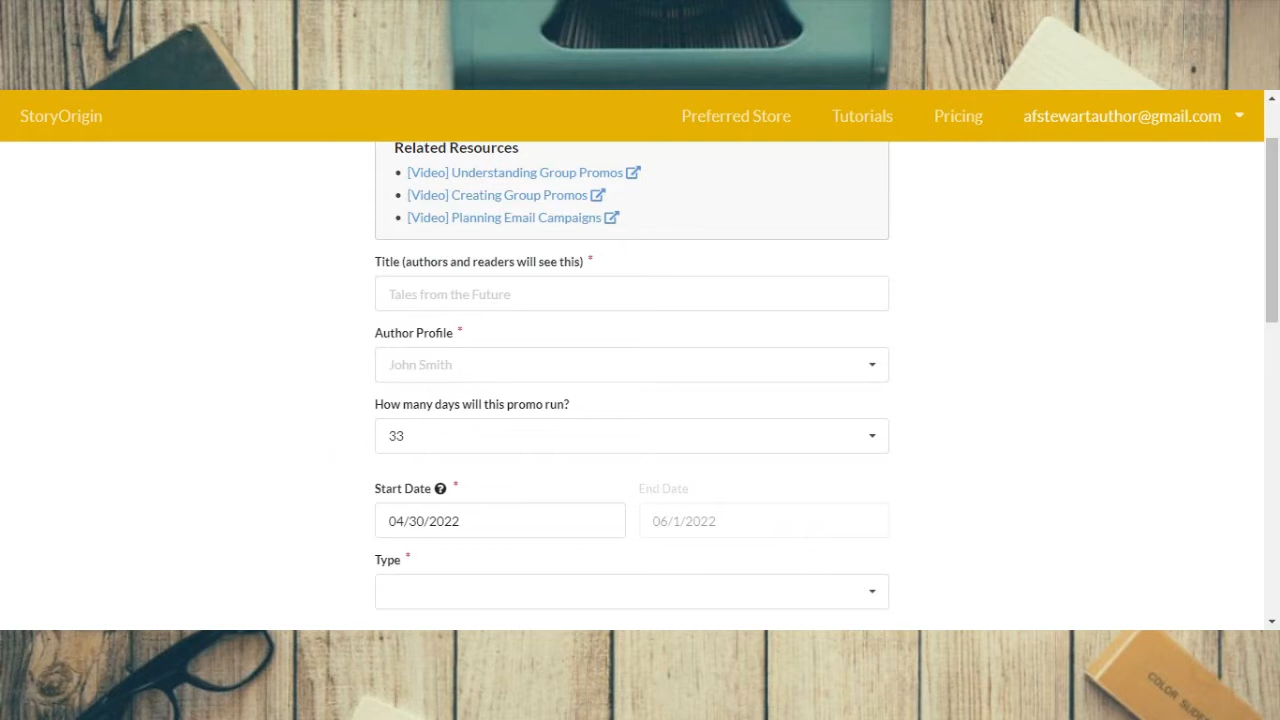 StoryOrigin Preferred Store Tutorials Pricing afstewartauthor@gmail.com
Related Resources
• [Video] Understanding Group Promos
• [Video] Creating Group Promos
• [Video] Planning Email Campaigns
Title (authors and readers will see this) *
Tales from the Future
Author Profile *
John Smith
How many days will this promo run?
33
Start Date * End Date
04/30/2022 06/1/2022
Type *
COLOR